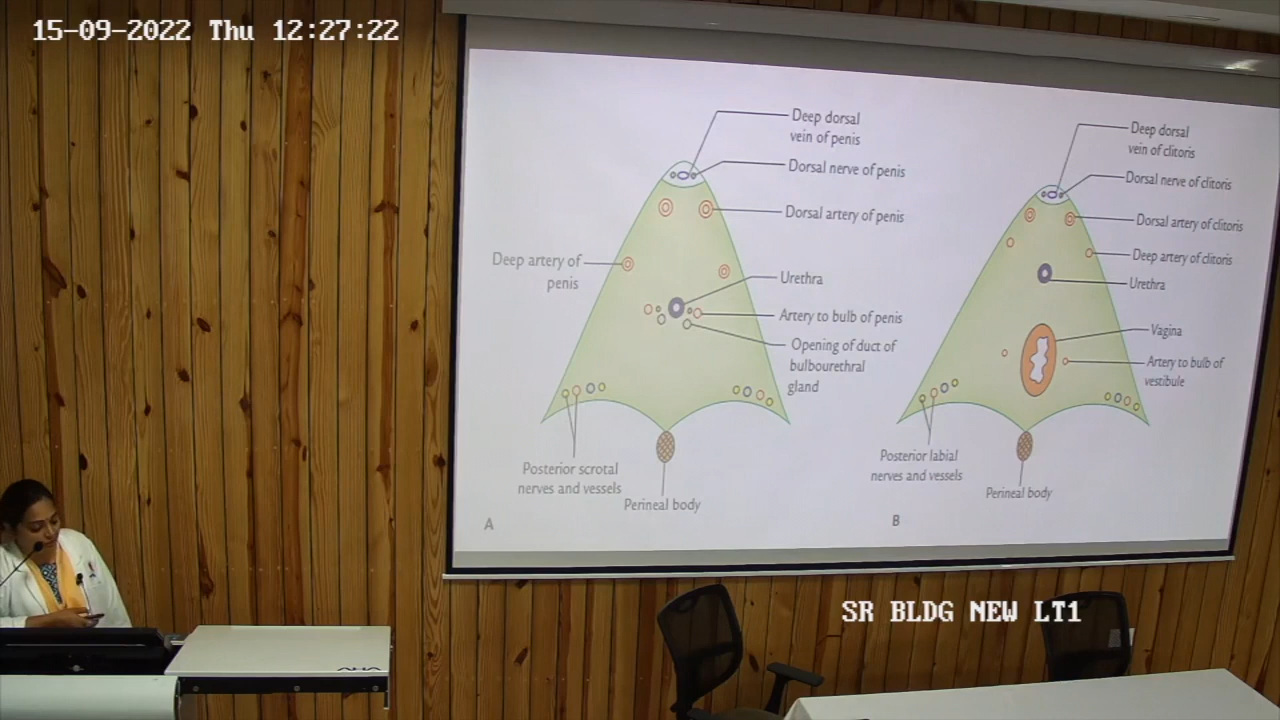 15-09-2022 Thu 12:27:22
Deep dorsal
vein of penis
Dorsal nerve of penis
Dorsal artery of penis
Deep artery of
penis
Urethra
Artery to bulb of penis
Opening of duct of
bulbourethral
gland
Posterior scrotal
nerves and vessels
Perineal body
A
Deep dorsal
vein of clitoris
Dorsal nerve of clitoris
Dorsal artery of clitoris
Deep artery of clitoris
Urethra
Vagina
Artery to bulb of
vestibule
Posterior labial
nerves and vessels
Perineal body
B
SR BLDG NEW LT1